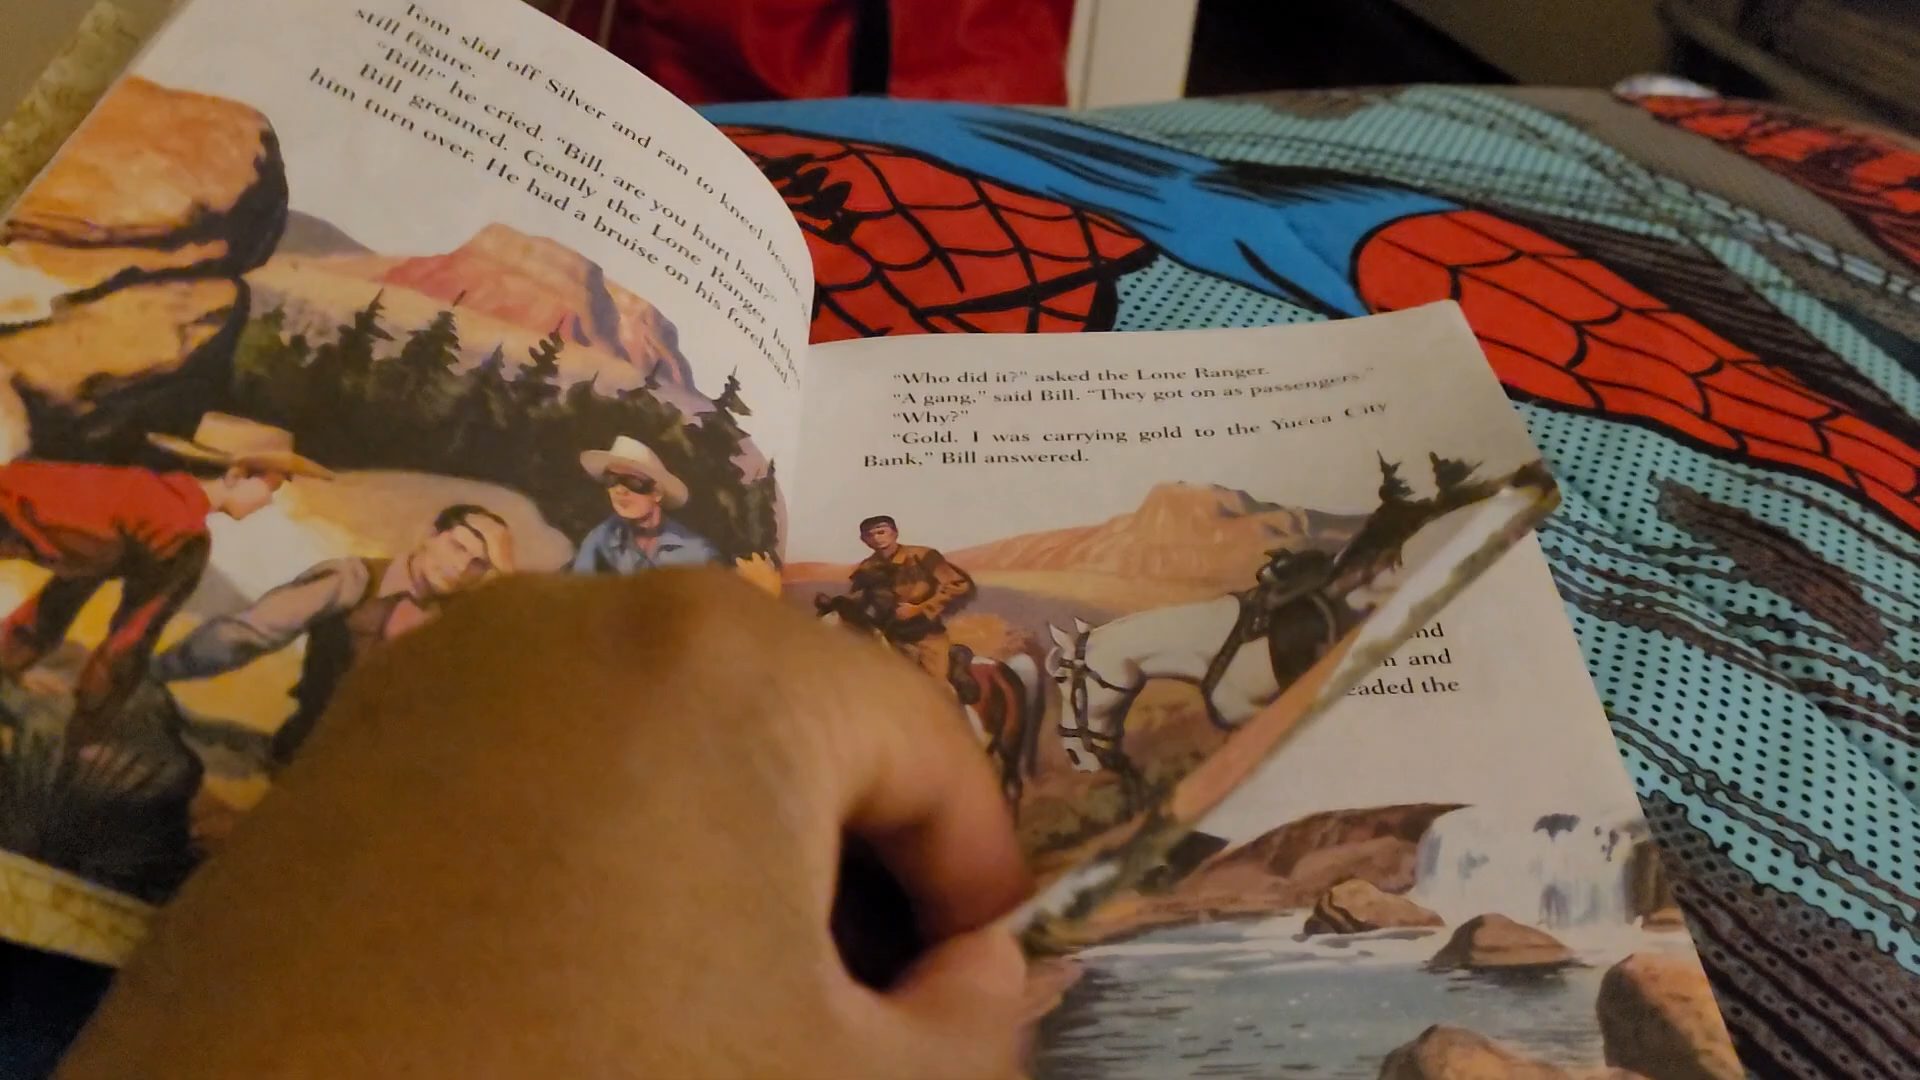 Tom slid off Silver and ran to kneel beside
still figure.
"Bill!" he cried. "Bill, are you hurt bad?"
Bill groaned. Gently the Lone Ranger helped
him turn over. He had a bruise on his forehead
"Who did it?" asked the Lone Ranger.
"A gang," said Bill. "They got on as passengers."
"Why?"
"Gold. I was carrying gold to the Yucca City
Bank," Bill answered.
and
the